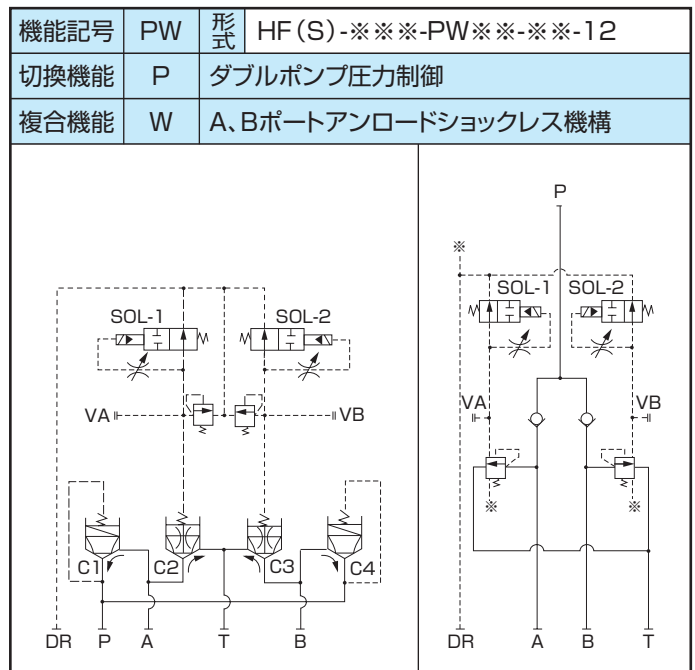 機能記号 PW 形式 HF(S)-※※※-PW※※-※※-12
切換機能 P ダブルポンプ圧力制御
複合機能 W A、Bポートアンロードショックレス機構
SOL-1 SOL-2
VA VB
C1 C2 C3 C4
DR P A T B
P
※
SOL-1 SOL-2
VA VB
※ ※
DR A B T